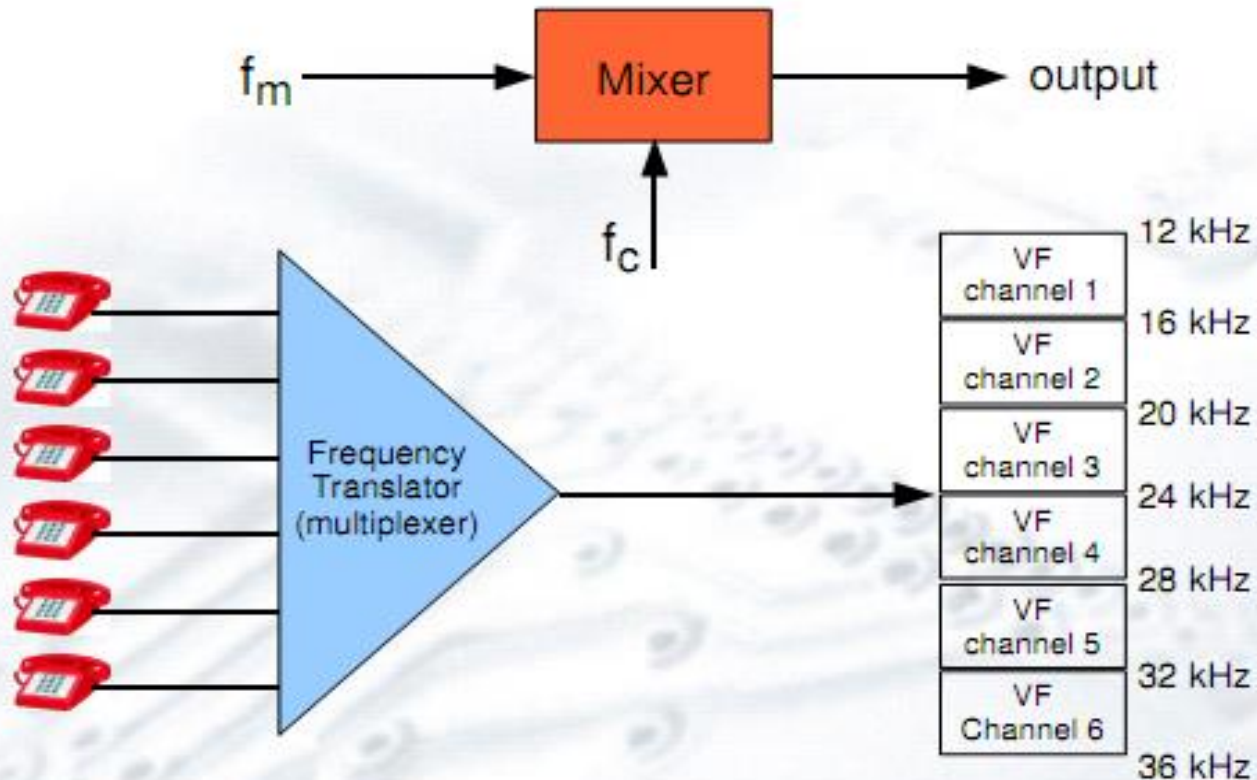 fm
Mixer
output
fc
Frequency
Translator
(multiplexer)
12 kHz
VF
channel 1
16 kHz
VF
channel 2
20 kHz
VF
channel 3
24 kHz
VF
channel 4
28 kHz
VF
channel 5
32 kHz
VF
Channel 6
36 kHz